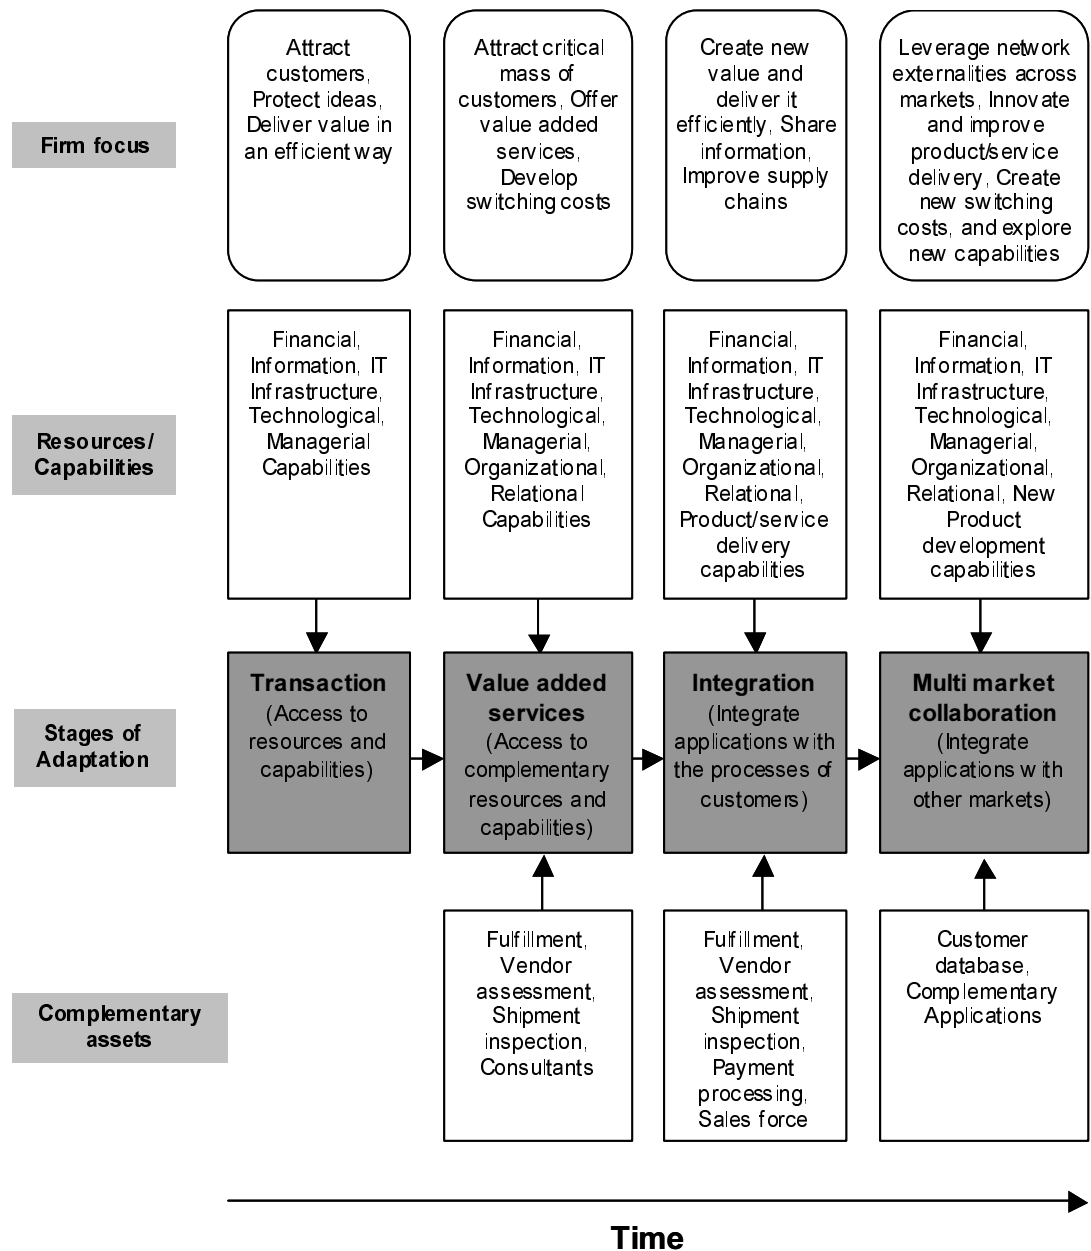 Firm focus
Attract
customers,
Protect ideas,
Deliver value in
an efficient way
Attract critical
mass of
customers, Offer
value added
services,
Develop
switching costs
Create new
value and
deliver it
efficiently, Share
information,
Improve supply
chains
Leverage network
externalities across
markets, Innovate
and improve
product/service
delivery, Create
new switching
costs, and explore
new capabilities
Resources/
Capabilities
Financial,
Information, IT
Infrastructure,
Technological,
Managerial
Capabilities
Financial,
Information, IT
Infrastructure,
Technological,
Managerial,
Organizational,
Relational
Capabilities
Financial,
Information, IT
Infrastructure,
Technological,
Managerial,
Organizational,
Relational,
Product/service
delivery
capabilities
Financial,
Information, IT
Infrastructure,
Technological,
Managerial,
Organizational,
Relational, New
Product
development
capabilities
Stages of
Adaptation
Transaction
(Access to
resources and
capabilities)
Value added
services
(Access to
complementary
resources and
capabilities)
Integration
(Integrate
applications with
the processes of
customers)
Multi market
collaboration
(Integrate
applications with
other markets)
Complementary
assets
Fulfillment,
Vendor
assessment,
Shipment
inspection,
Consultants
Fulfillment,
Vendor
assessment,
Shipment
inspection,
Payment
processing,
Sales force
Customer
database,
Complementary
Applications
Time